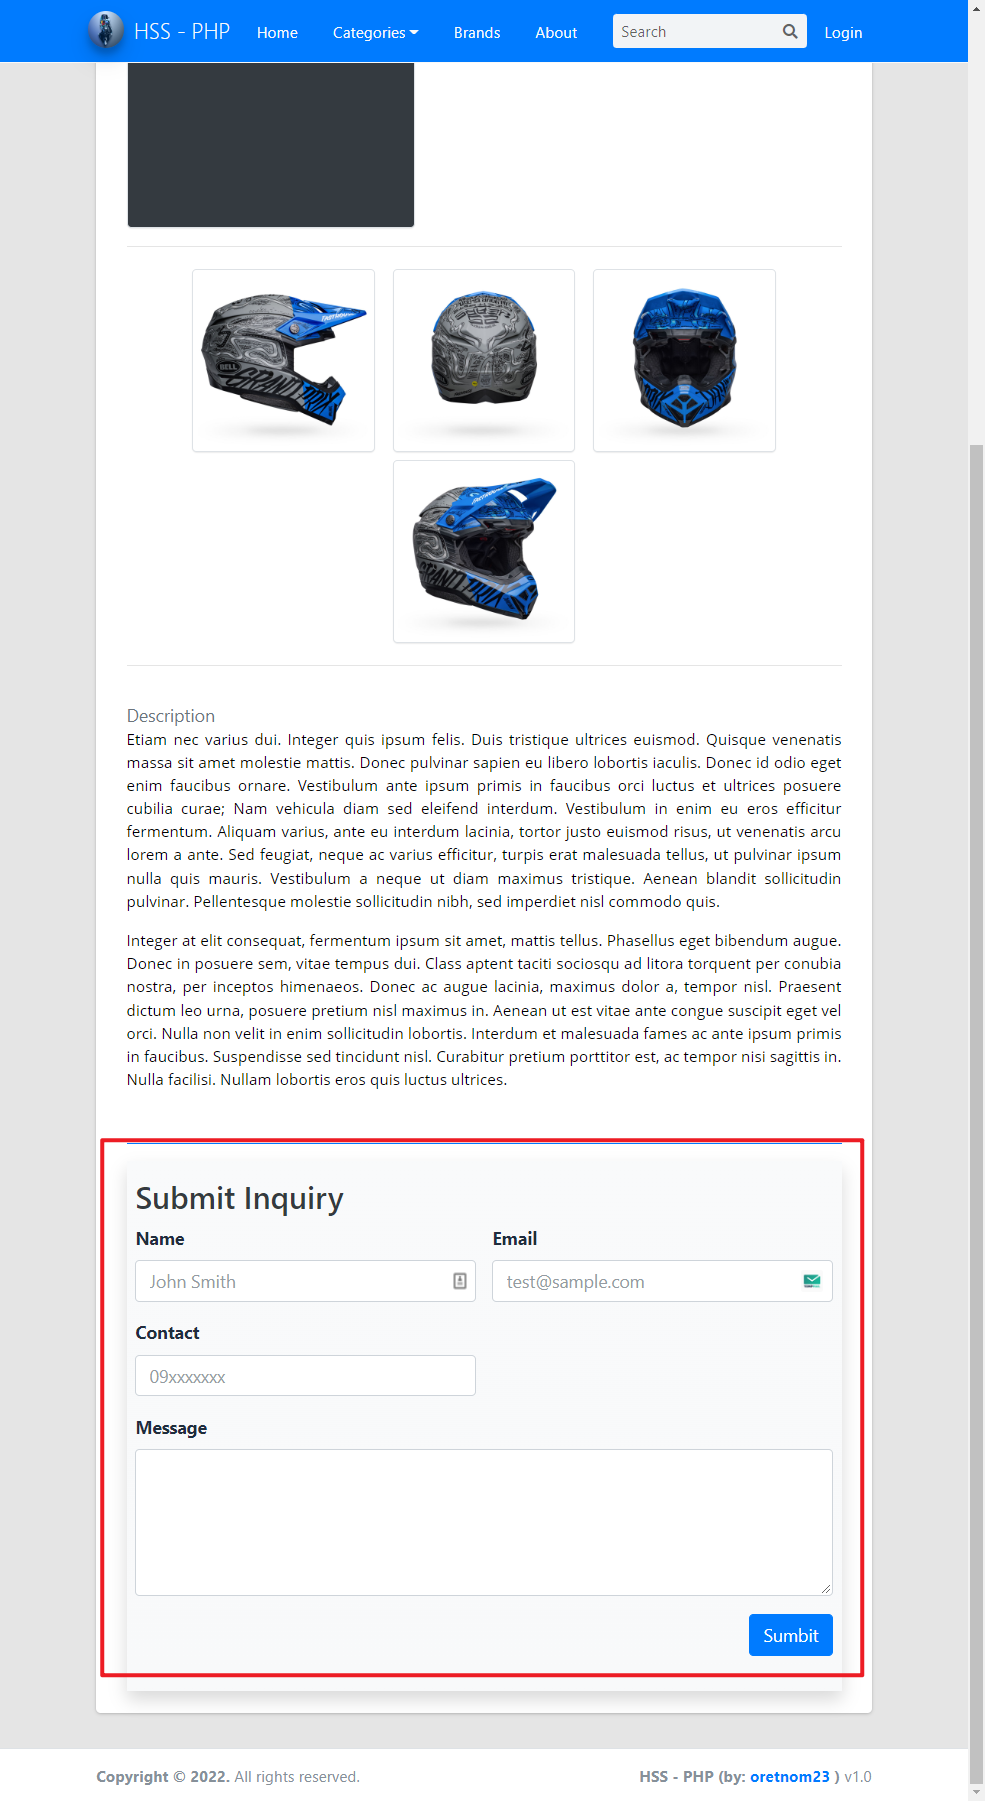 HSS - PHP Home Categories Brands About Search Login
BELL
Description
Etiam nec varius dui. Integer quis ipsum felis. Duis tristique ultrices euismod. Quisque venenatis
massa sit amet molestie mattis. Donec pulvinar sapien eu libero lobortis iaculis. Donec id odio eget
enim faucibus ornare. Vestibulum ante ipsum primis in faucibus orci luctus et ultrices posuere
cubilia curae; Nam vehicula diam sed eleifend interdum. Vestibulum in enim eu eros efficitur
fermentum. Aliquam varius, ante eu interdum lacinia, tortor justo euismod risus, ut venenatis arcu
lorem a ante. Sed feugiat, neque ac varius efficitur, turpis erat malesuada tellus, ut pulvinar ipsum
nulla quis mauris. Vestibulum a neque ut diam maximus tristique. Aenean blandit sollicitudin
pulvinar. Pellentesque molestie sollicitudin nibh, sed imperdiet nisl commodo quis.
Integer at elit consequat, fermentum ipsum sit amet, mattis tellus. Phasellus eget bibendum augue.
Donec in posuere sem, vitae tempus dui. Class aptent taciti sociosqu ad litora torquent per conubia
nostra, per inceptos himenaeos. Donec ac augue lacinia, maximus dolor a, tempor nisl. Praesent
dictum leo urna, posuere pretium nisl maximus in. Aenean ut est vitae ante congue suscipit eget vel
orci. Nulla non velit in enim sollicitudin lobortis. Interdum et malesuada fames ac ante ipsum primis
in faucibus. Suspendisse sed tincidunt nisl. Curabitur pretium porttitor est, ac tempor nisi sagittis in.
Nulla facilisi. Nullam lobortis eros quis luctus ultrices.
Submit Inquiry
Name Email
John Smith test@sample.com
Contact
09xxxxxxx
Message
Sumbit
Copyright © 2022. All rights reserved. HSS - PHP (by: oretnom23 ) v1.0